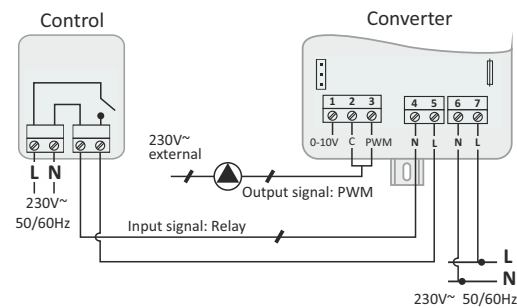 Control
Converter
1 2 3
4 5
6 7
0-10V C PWM
N L
N L
230V~
external
Output signal: PWM
L N
230V~
50/60Hz
Input signal: Relay
L
N
230V~ 50/60Hz